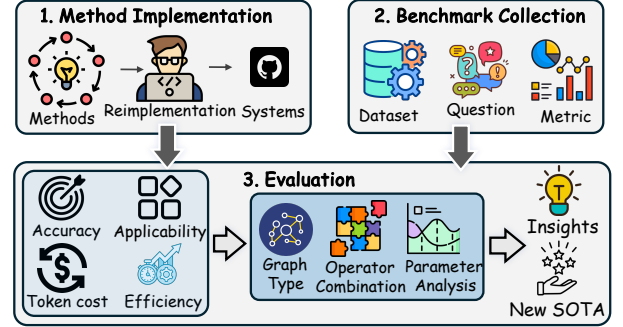 1. Method Implementation
Methods
Reimplementation
Systems
2. Benchmark Collection
Dataset
Question
Metric
3. Evaluation
Accuracy
Applicability
Token cost
Efficiency
Graph
Type
Operator
Combination
Parameter
Analysis
Insights
New SOTA